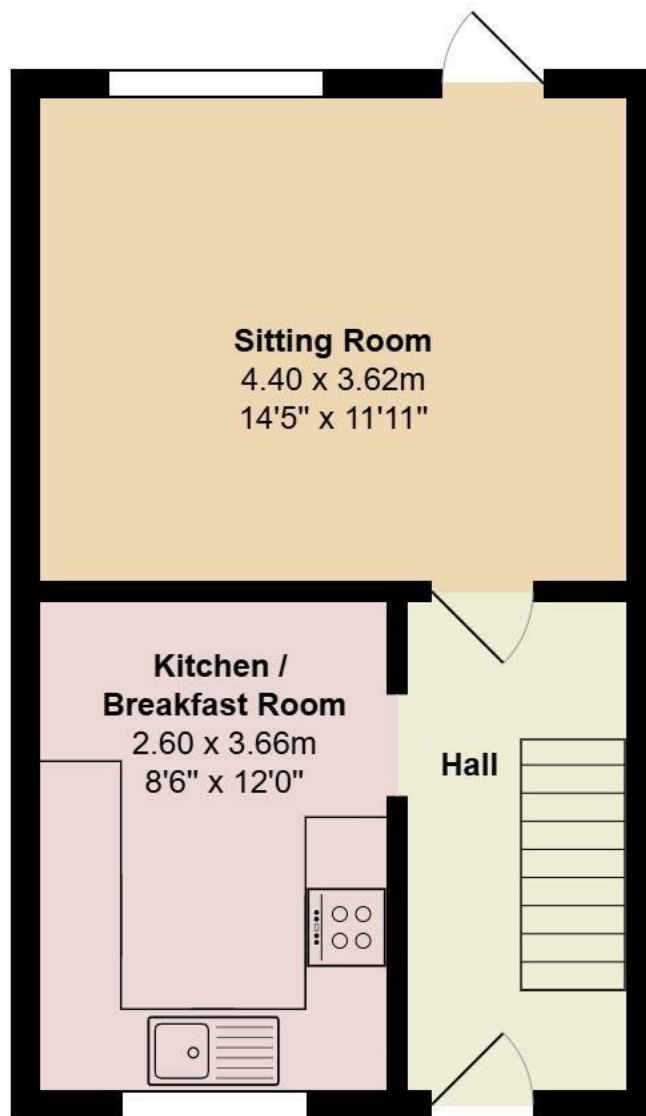 Sitting Room
4.40 x 3.62m
14'5" x 11'11"
Kitchen /
Breakfast Room
2.60 x 3.66m
8'6" x 12'0"
Hall